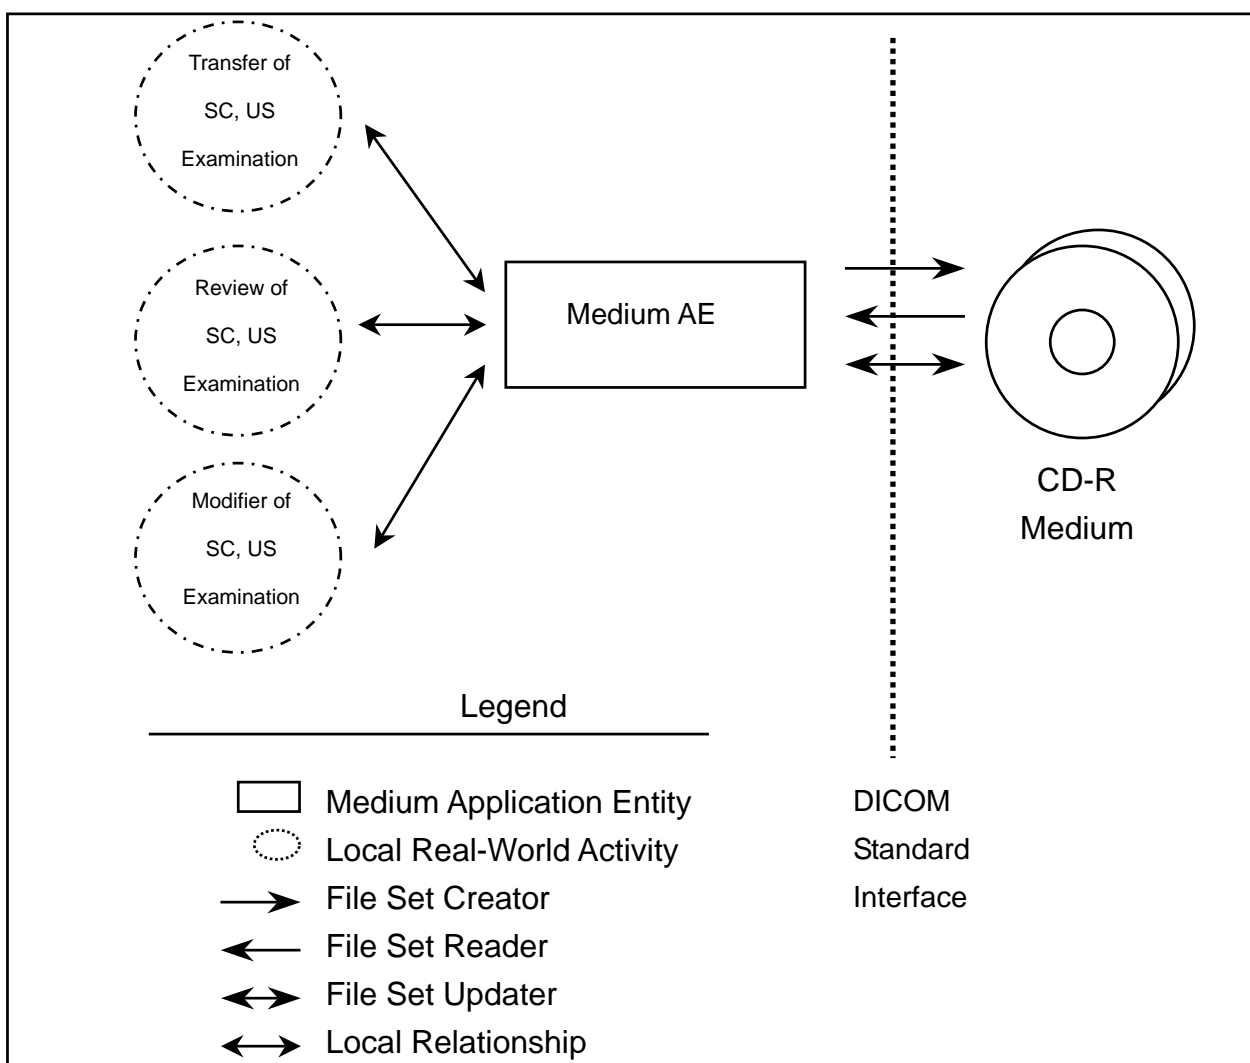 Transfer of
SC, US
Examination
Review of
SC, US
Examination
Modifier of
SC, US
Examination
Medium AE
CD-R
Medium
Legend
Medium Application Entity
Local Real-World Activity
File Set Creator
File Set Reader
File Set Updater
Local Relationship
DICOM
Standard
Interface